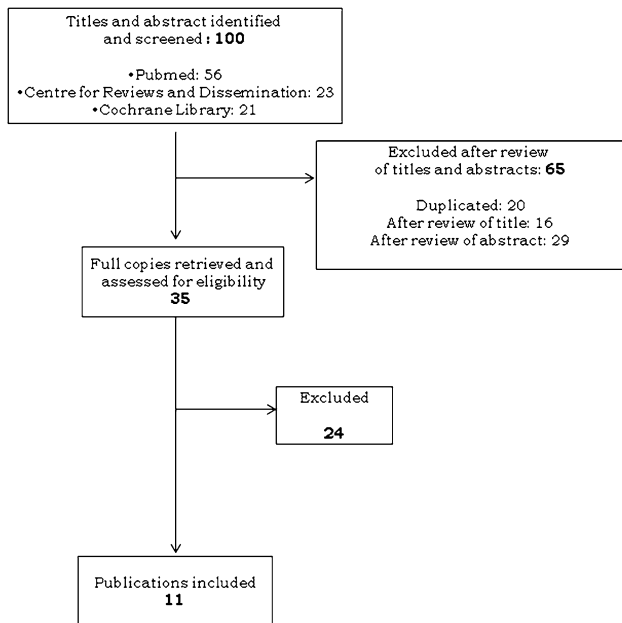 Titles and abstract identified
and screened : 100
•Pubmed: 56
•Centre for Reviews and Dissemination: 23
•Cochrane Library: 21
Excluded after review
of titles and abstracts: 65
Duplicated: 20
After review of title: 16
After review of abstract: 29
Full copies retrieved and
assessed for eligibility
35
Excluded
24
Publications included
11